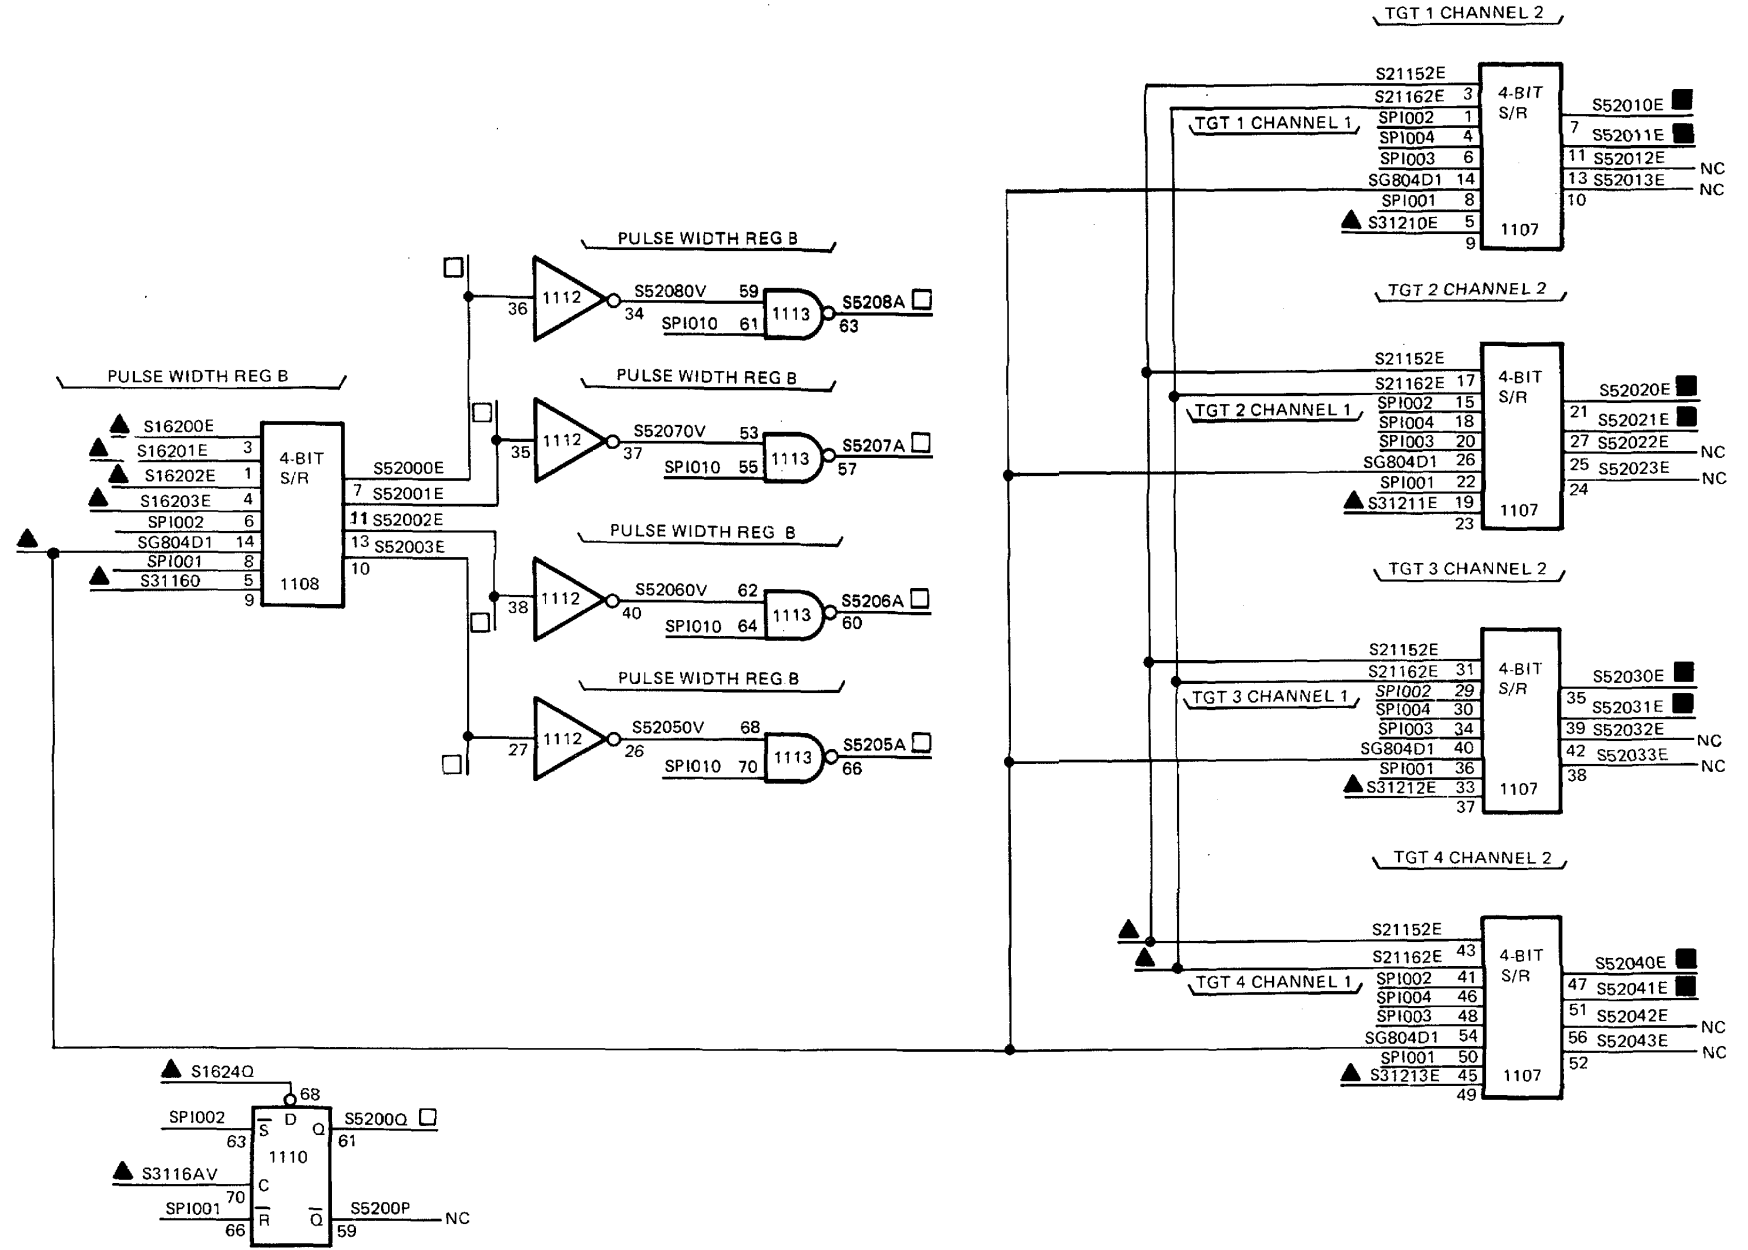 PULSE WIDTH REG B
S16200E 3
S16201E 1
S16202E 4
S16203E 6
SPI002 14
SG804D1 8
SPI001 5
S31160 9
4-BIT
S/R
1108
S52000E 7
S52001E 11
S52002E 13
S52003E 10
PULSE WIDTH REG B
36 1112 34 S52080V 59
SPI010 61
1113 S5208A 63
PULSE WIDTH REG B
35 1112 37 S52070V 53
SPI010 55
1113 S5207A 57
PULSE WIDTH REG B
38 1112 40 S52060V 62
SPI010 64
1113 S5206A 60
PULSE WIDTH REG B
27 1112 26 S52050V 68
SPI010 70
1113 S5205A 66
S1624Q 68
SPI002 63
S3116AV 70
SPI001 66
S D Q
1110
C
R Q
S5200Q 61
S5200P 59 NC
TGT 1 CHANNEL 2
S21152E 3
S21162E 1
TGT 1 CHANNEL 1
SPI002 4
SPI004 6
SPI003 14
SG804D1 8
SPI001 5
S31210E 9
4-BIT
S/R
1107
S52010E 7
S52011E 11
S52012E 13 NC
S52013E 10 NC
TGT 2 CHANNEL 2
S21152E 17
S21162E 15
TGT 2 CHANNEL 1
SPI002 18
SPI004 20
SPI003 26
SG804D1 22
SPI001 19
S31211E 23
4-BIT
S/R
1107
S52020E 21
S52021E 27
S52022E 25 NC
S52023E 24 NC
TGT 3 CHANNEL 2
S21152E 31
S21162E 29
TGT 3 CHANNEL 1
SPI002 30
SPI004 34
SPI003 40
SG804D1 36
SPI001 33
S31212E 37
4-BIT
S/R
1107
S52030E 35
S52031E 39
S52032E 42 NC
S52033E 38 NC
TGT 4 CHANNEL 2
S21152E 43
S21162E 41
TGT 4 CHANNEL 1
SPI002 46
SPI004 48
SPI003 54
SG804D1 50
SPI001 45
S31213E 49
4-BIT
S/R
1107
S52040E 47
S52041E 51
S52042E 56 NC
S52043E 52 NC